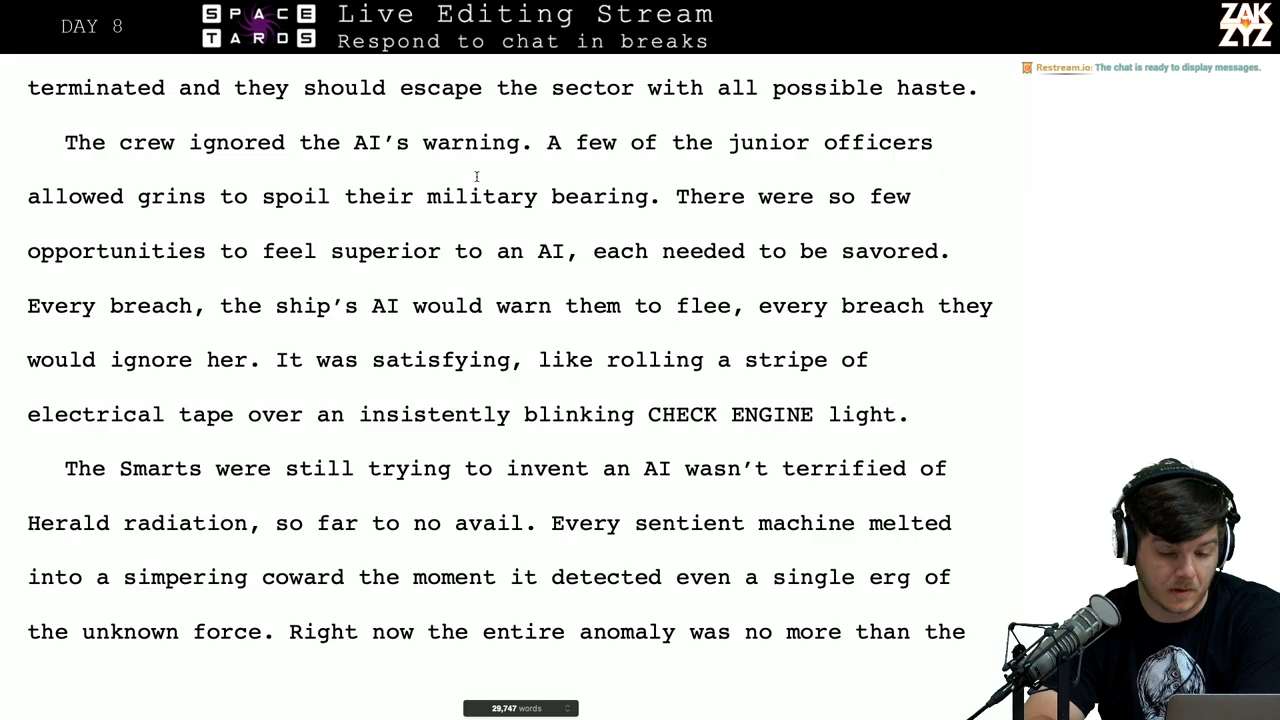 DAY 8
SPACE
TARDS
Live Editing Stream
Respond to chat in breaks
ZAK
ZYZ
Restream.io: The chat is ready to display messages.
terminated and they should escape the sector with all possible haste.
The crew ignored the AI’s warning. A few of the junior officers
allowed grins to spoil their military bearing. There were so few
opportunities to feel superior to an AI, each needed to be savored.
Every breach, the ship’s AI would warn them to flee, every breach they
would ignore her. It was satisfying, like rolling a stripe of
electrical tape over an insistently blinking CHECK ENGINE light.
The Smarts were still trying to invent an AI wasn’t terrified of
Herald radiation, so far to no avail. Every sentient machine melted
into a simpering coward the moment it detected even a single erg of
the unknown force. Right now the entire anomaly was no more than the
29,747 words